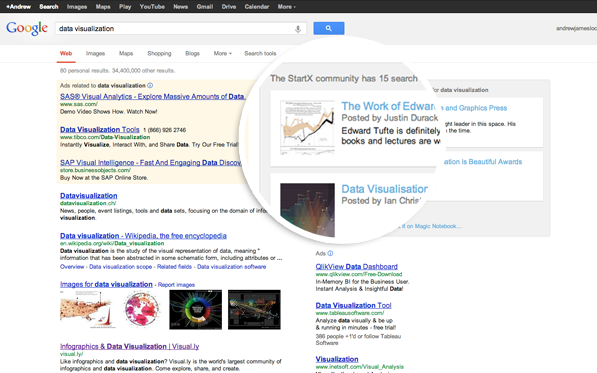 +Andrew Search Images Maps Play YouTube News Gmail Drive Calendar More
Google
data visualization
andrewjamesloc
Web Images Maps Shopping Blogs More Search tools
60 personal results. 34,400,000 other results.
Ads related to data visualization
SAS® Visual Analytics - Explore Massive Amounts of Data
www.sas.com/
Demo Video Shows How. Watch Now!
Data Visualization Tools 1 (866) 926 2746
www.tibco.com/Data-Visualization
Instantly Visualize, Interact With, and Share Data. Try Our Free Trial!
SAP Visual Intelligence - Fast And Engaging Data Discov
store.businessobjects.com/
Buy Now at the SAP Online Store.
Datavisualization
datavisualization.ch/
News, people, event listings, tools and data sets, focusing on the domain of infor
visualization.
Data visualization - Wikipedia, the free encyclopedia
en.wikipedia.org/wiki/Data_visualization
Data visualization is the study of the visual representation of data, meaning "
information that has been abstracted in some schematic form, including attributes or ...
Overview - Data visualization scope - Related fields - Data visualization software
Images for data visualization - Report images
Infographics & Data Visualization | Visual.ly
visual.ly/
Like infographics and data visualization? Visual.ly is the world's largest community of
infographics and data visualization. Come explore, share, and create.
The StartX community has 15 search
for data visualization
The Work of Edward
Posted by Justin Durack
Edward Tufte is definitely
books and lectures are w
n and Graphics Press
ght leader in this space. His
n the time.
Data Visualisation
Posted by Ian Christ
ation is Beautiful Awards
it on Magic Notebook...
Ads
QlikView Data Dashboard
www.qlikview.com/Free-Download
In-Memory BI for the Business User.
Instant Analysis & Insightful Data!
Data Visualization Tool
www.tableausoftware.com/
Analyze data visually & be up
& running in minutes - free trial!
386 people +1'd or follow Tableau
Software
Visualization
www.inetsoft.com/Visual_Analysis